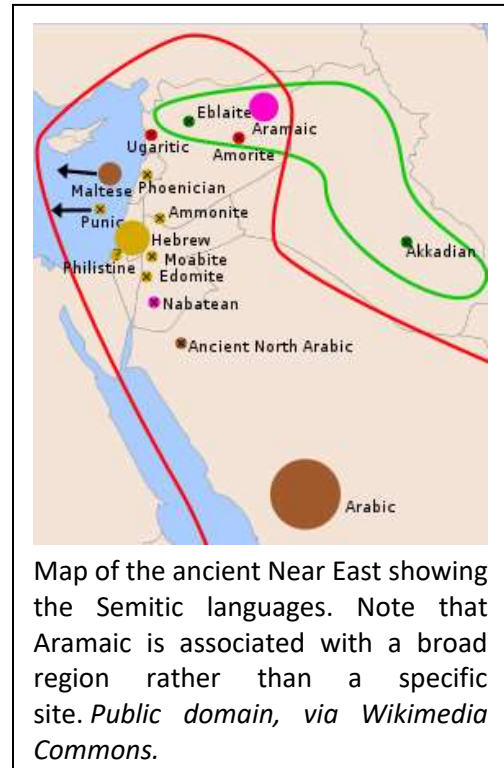 Eblaite
Aramaic
Ugaritic
Amorite
Maltese
Phoenician
Punic
Ammonite
Hebrew
Philistine
?
Moabite
Edomite
Nabatean
Akkadian
Ancient North Arabic
Arabic
Map of the ancient Near East showing
the Semitic languages. Note that
Aramaic is associated with a broad
region rather than a specific
site. Public domain, via Wikimedia
Commons.